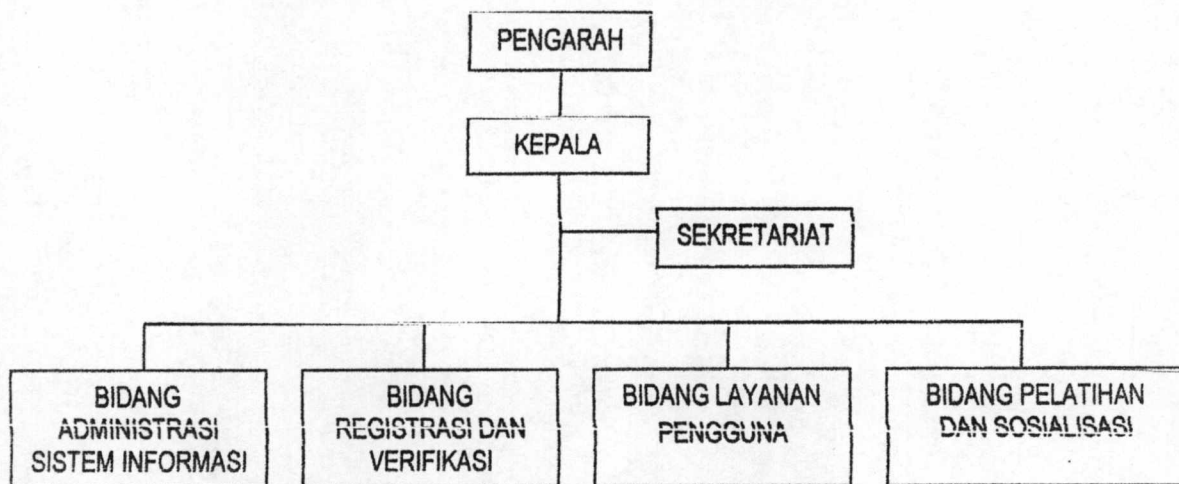 PENGARAH
KEPALA
SEKRETARIAT
BIDANG
ADMINISTRASI
SISTEM INFORMASI
BIDANG
REGISTRASI DAN
VERIFIKASI
BIDANG LAYANAN
PENGGUNA
BIDANG PELATIHAN
DAN SOSIALISASI